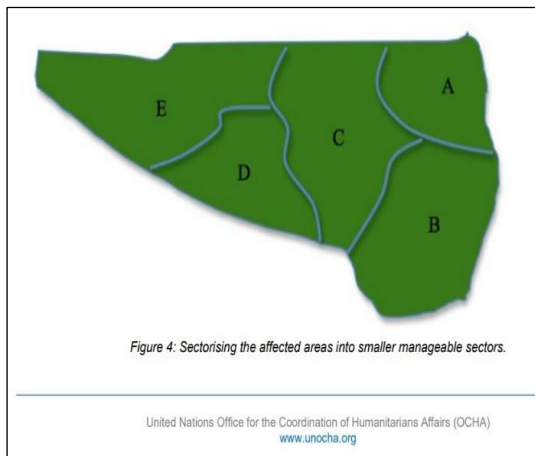 A
E
C
D
B
Figure 4: Sectorising the affected areas into smaller manageable sectors.
United Nations Office for the Coordination of Humanitarians Affairs (OCHA)
www.unocha.org